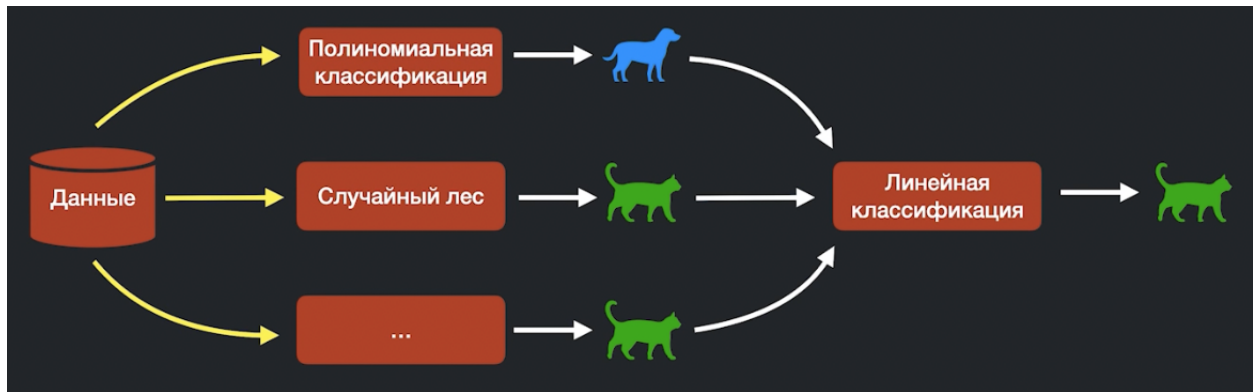 Полиномиальная
классификация
Данные
Случайный лес
Линейная
классификация
...